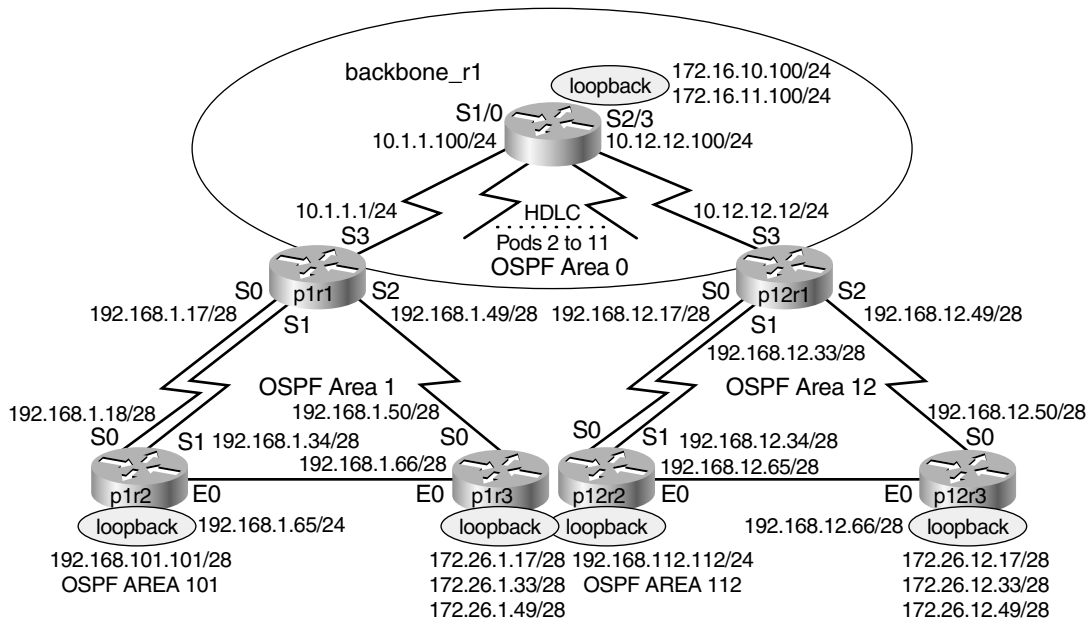 backbone_r1
loopback
172.16.10.100/24
172.16.11.100/24
S1/0
S2/3
10.1.1.100/24
10.12.12.100/24
10.1.1.1/24
HDLC
10.12.12.12/24
S3
Pods 2 to 11
S3
OSPF Area 0
p1r1
p12r1
S0
S2
S0
S2
192.168.1.17/28
S1
192.168.1.49/28
192.168.12.17/28
S1
192.168.12.49/28
192.168.12.33/28
OSPF Area 1
OSPF Area 12
192.168.1.18/28
192.168.1.50/28
192.168.12.50/28
S0
S1
192.168.1.34/28
S0
S0
S1
192.168.12.34/28
S0
192.168.1.66/28
192.168.12.65/28
p1r2
E0
E0
p1r3
p12r2
E0
E0
p12r3
loopback
192.168.1.65/24
loopback
loopback
192.168.12.66/28
loopback
192.168.101.101/28
OSPF AREA 101
172.26.1.17/28
172.26.1.33/28
172.26.1.49/28
192.168.112.112/24
OSPF AREA 112
172.26.12.17/28
172.26.12.33/28
172.26.12.49/28